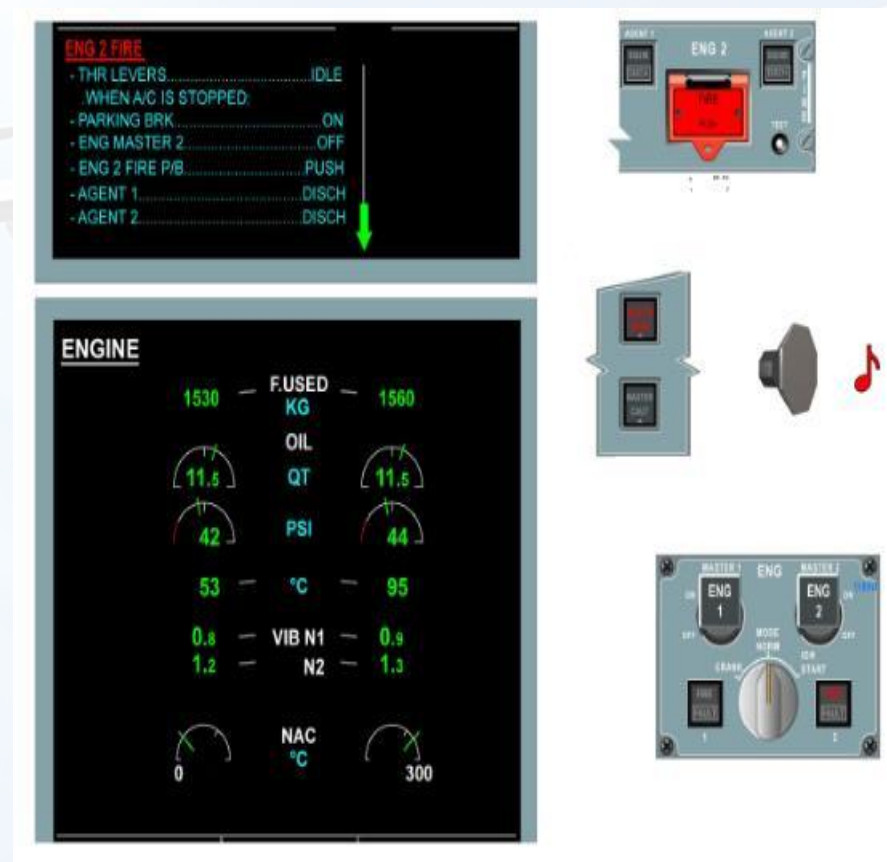 ENG 2 FIRE
- THR LEVERS..............................IDLE
.WHEN A/C IS STOPPED:
- PARKING BRK...............................ON
- ENG MASTER 2............................OFF
- ENG 2 FIRE P/B..........................PUSH
- AGENT 1..................................DISCH
- AGENT 2..................................DISCH
AGENT 1 ENG 2 AGENT 2
FIRE
PUSH
TEST
ENGINE
1530 F.USED 1560
KG
OIL
11.5 QT 11.5
42 PSI 44
53 °C 95
0.8 VIB N1 0.9
1.2 N2 1.3
NAC
°C
0 300
MASTER
CAUT
MASTER 1 ENG MASTER 2
ON ENG ENG ON
1 2
OFF MODE OFF
NORM
CRANK IGN
START
FIRE
FAULT FAULT
1 2